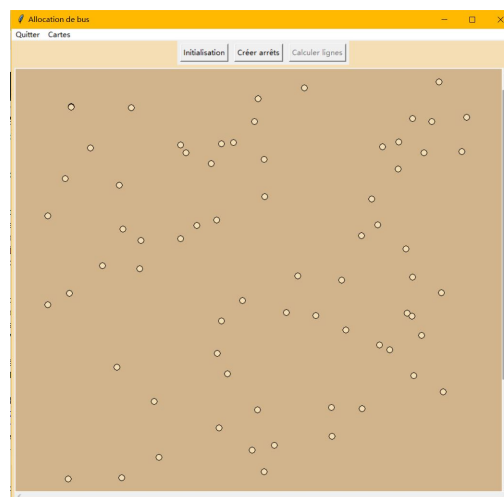 Allocation de bus
Quitter Cartes
Initialisation Créer arrêts Calculer lignes